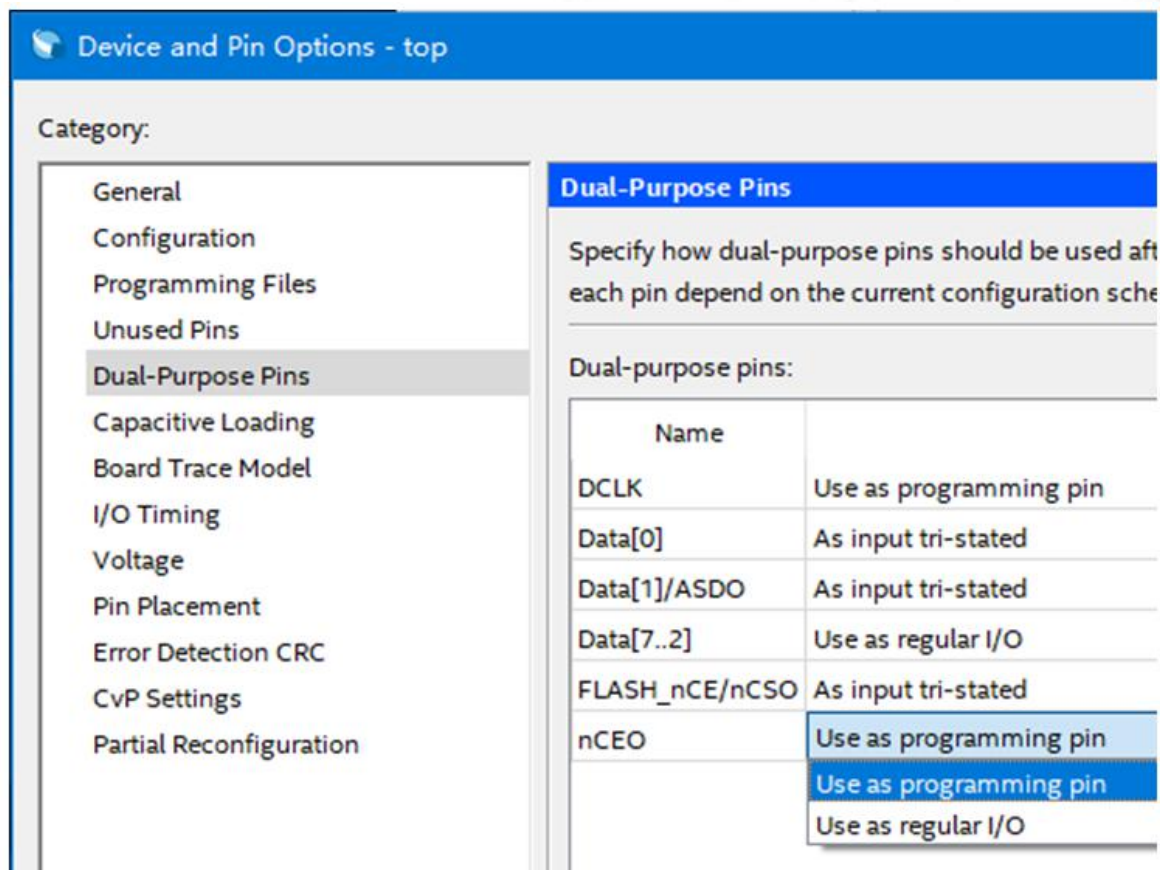 Device and Pin Options - top
Category:
General
Configuration
Programming Files
Unused Pins
Dual-Purpose Pins
Capacitive Loading
Board Trace Model
I/O Timing
Voltage
Pin Placement
Error Detection CRC
CvP Settings
Partial Reconfiguration
Dual-Purpose Pins
Specify how dual-purpose pins should be used aft
each pin depend on the current configuration sche
Dual-purpose pins:
Name
DCLK Use as programming pin
Data[0] As input tri-stated
Data[1]/ASDO As input tri-stated
Data[7..2] Use as regular I/O
FLASH_nCE/nCSO As input tri-stated
nCEO Use as programming pin
Use as programming pin
Use as regular I/O